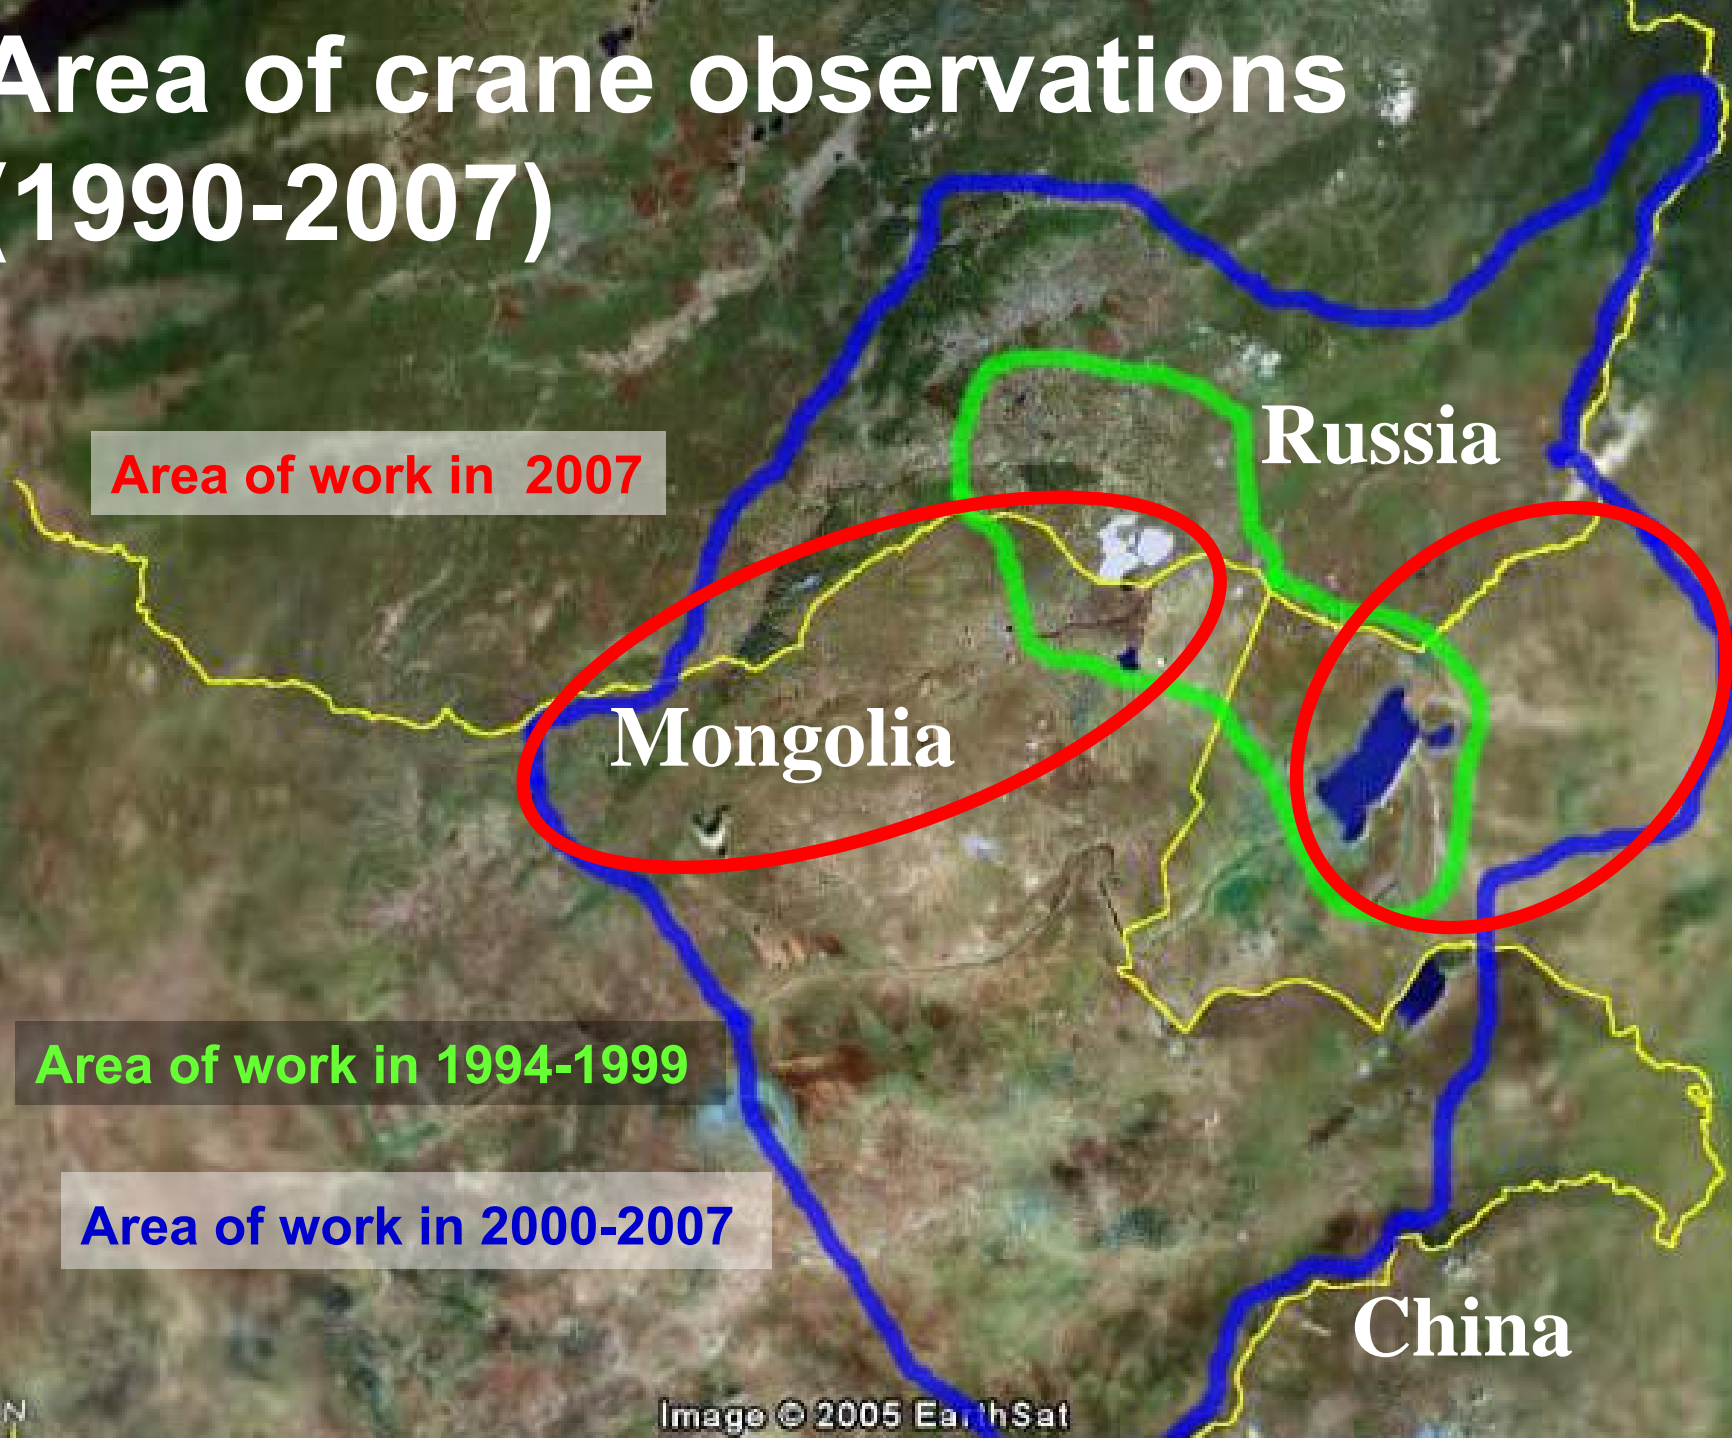 Area of crane observations
(1990-2007)
Russia
Area of work in 2007
Mongolia
Area of work in 1994-1999
Area of work in 2000-2007
China
Image © 2005 EarthSat
N